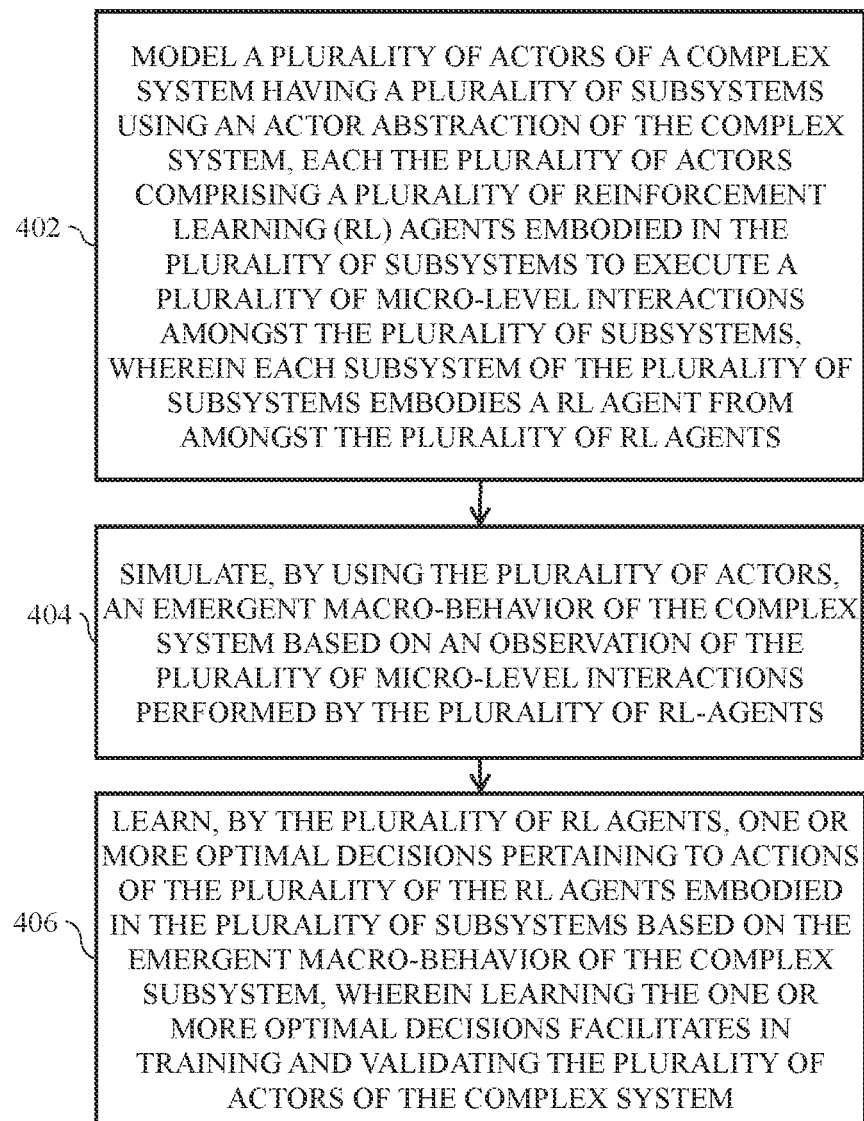 MODEL A PLURALITY OF ACTORS OF A COMPLEX
SYSTEM HAVING A PLURALITY OF SUBSYSTEMS
USING AN ACTOR ABSTRACTION OF THE COMPLEX
SYSTEM, EACH THE PLURALITY OF ACTORS
COMPRISING A PLURALITY OF REINFORCEMENT
LEARNING (RL) AGENTS EMBODIED IN THE
PLURALITY OF SUBSYSTEMS TO EXECUTE A
PLURALITY OF MICRO-LEVEL INTERACTIONS
AMONGST THE PLURALITY OF SUBSYSTEMS,
WHEREIN EACH SUBSYSTEM OF THE PLURALITY OF
SUBSYSTEMS EMBODIES A RL AGENT FROM
AMONGST THE PLURALITY OF RL AGENTS
402
SIMULATE, BY USING THE PLURALITY OF ACTORS,
AN EMERGENT MACRO-BEHAVIOR OF THE COMPLEX
SYSTEM BASED ON AN OBSERVATION OF THE
PLURALITY OF MICRO-LEVEL INTERACTIONS
PERFORMED BY THE PLURALITY OF RL-AGENTS
404
LEARN, BY THE PLURALITY OF RL AGENTS, ONE OR
MORE OPTIMAL DECISIONS PERTAINING TO ACTIONS
OF THE PLURALITY OF THE RL AGENTS EMBODIED
IN THE PLURALITY OF SUBSYSTEMS BASED ON THE
EMERGENT MACRO-BEHAVIOR OF THE COMPLEX
SUBSYSTEM, WHEREIN LEARNING THE ONE OR
MORE OPTIMAL DECISIONS FACILITATES IN
TRAINING AND VALIDATING THE PLURALITY OF
ACTORS OF THE COMPLEX SYSTEM
406